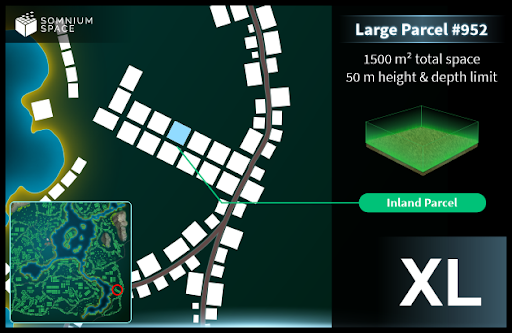 SOMNIUM
SPACE
Large Parcel #952
1500 m² total space
50 m height & depth limit
Inland Parcel
XL